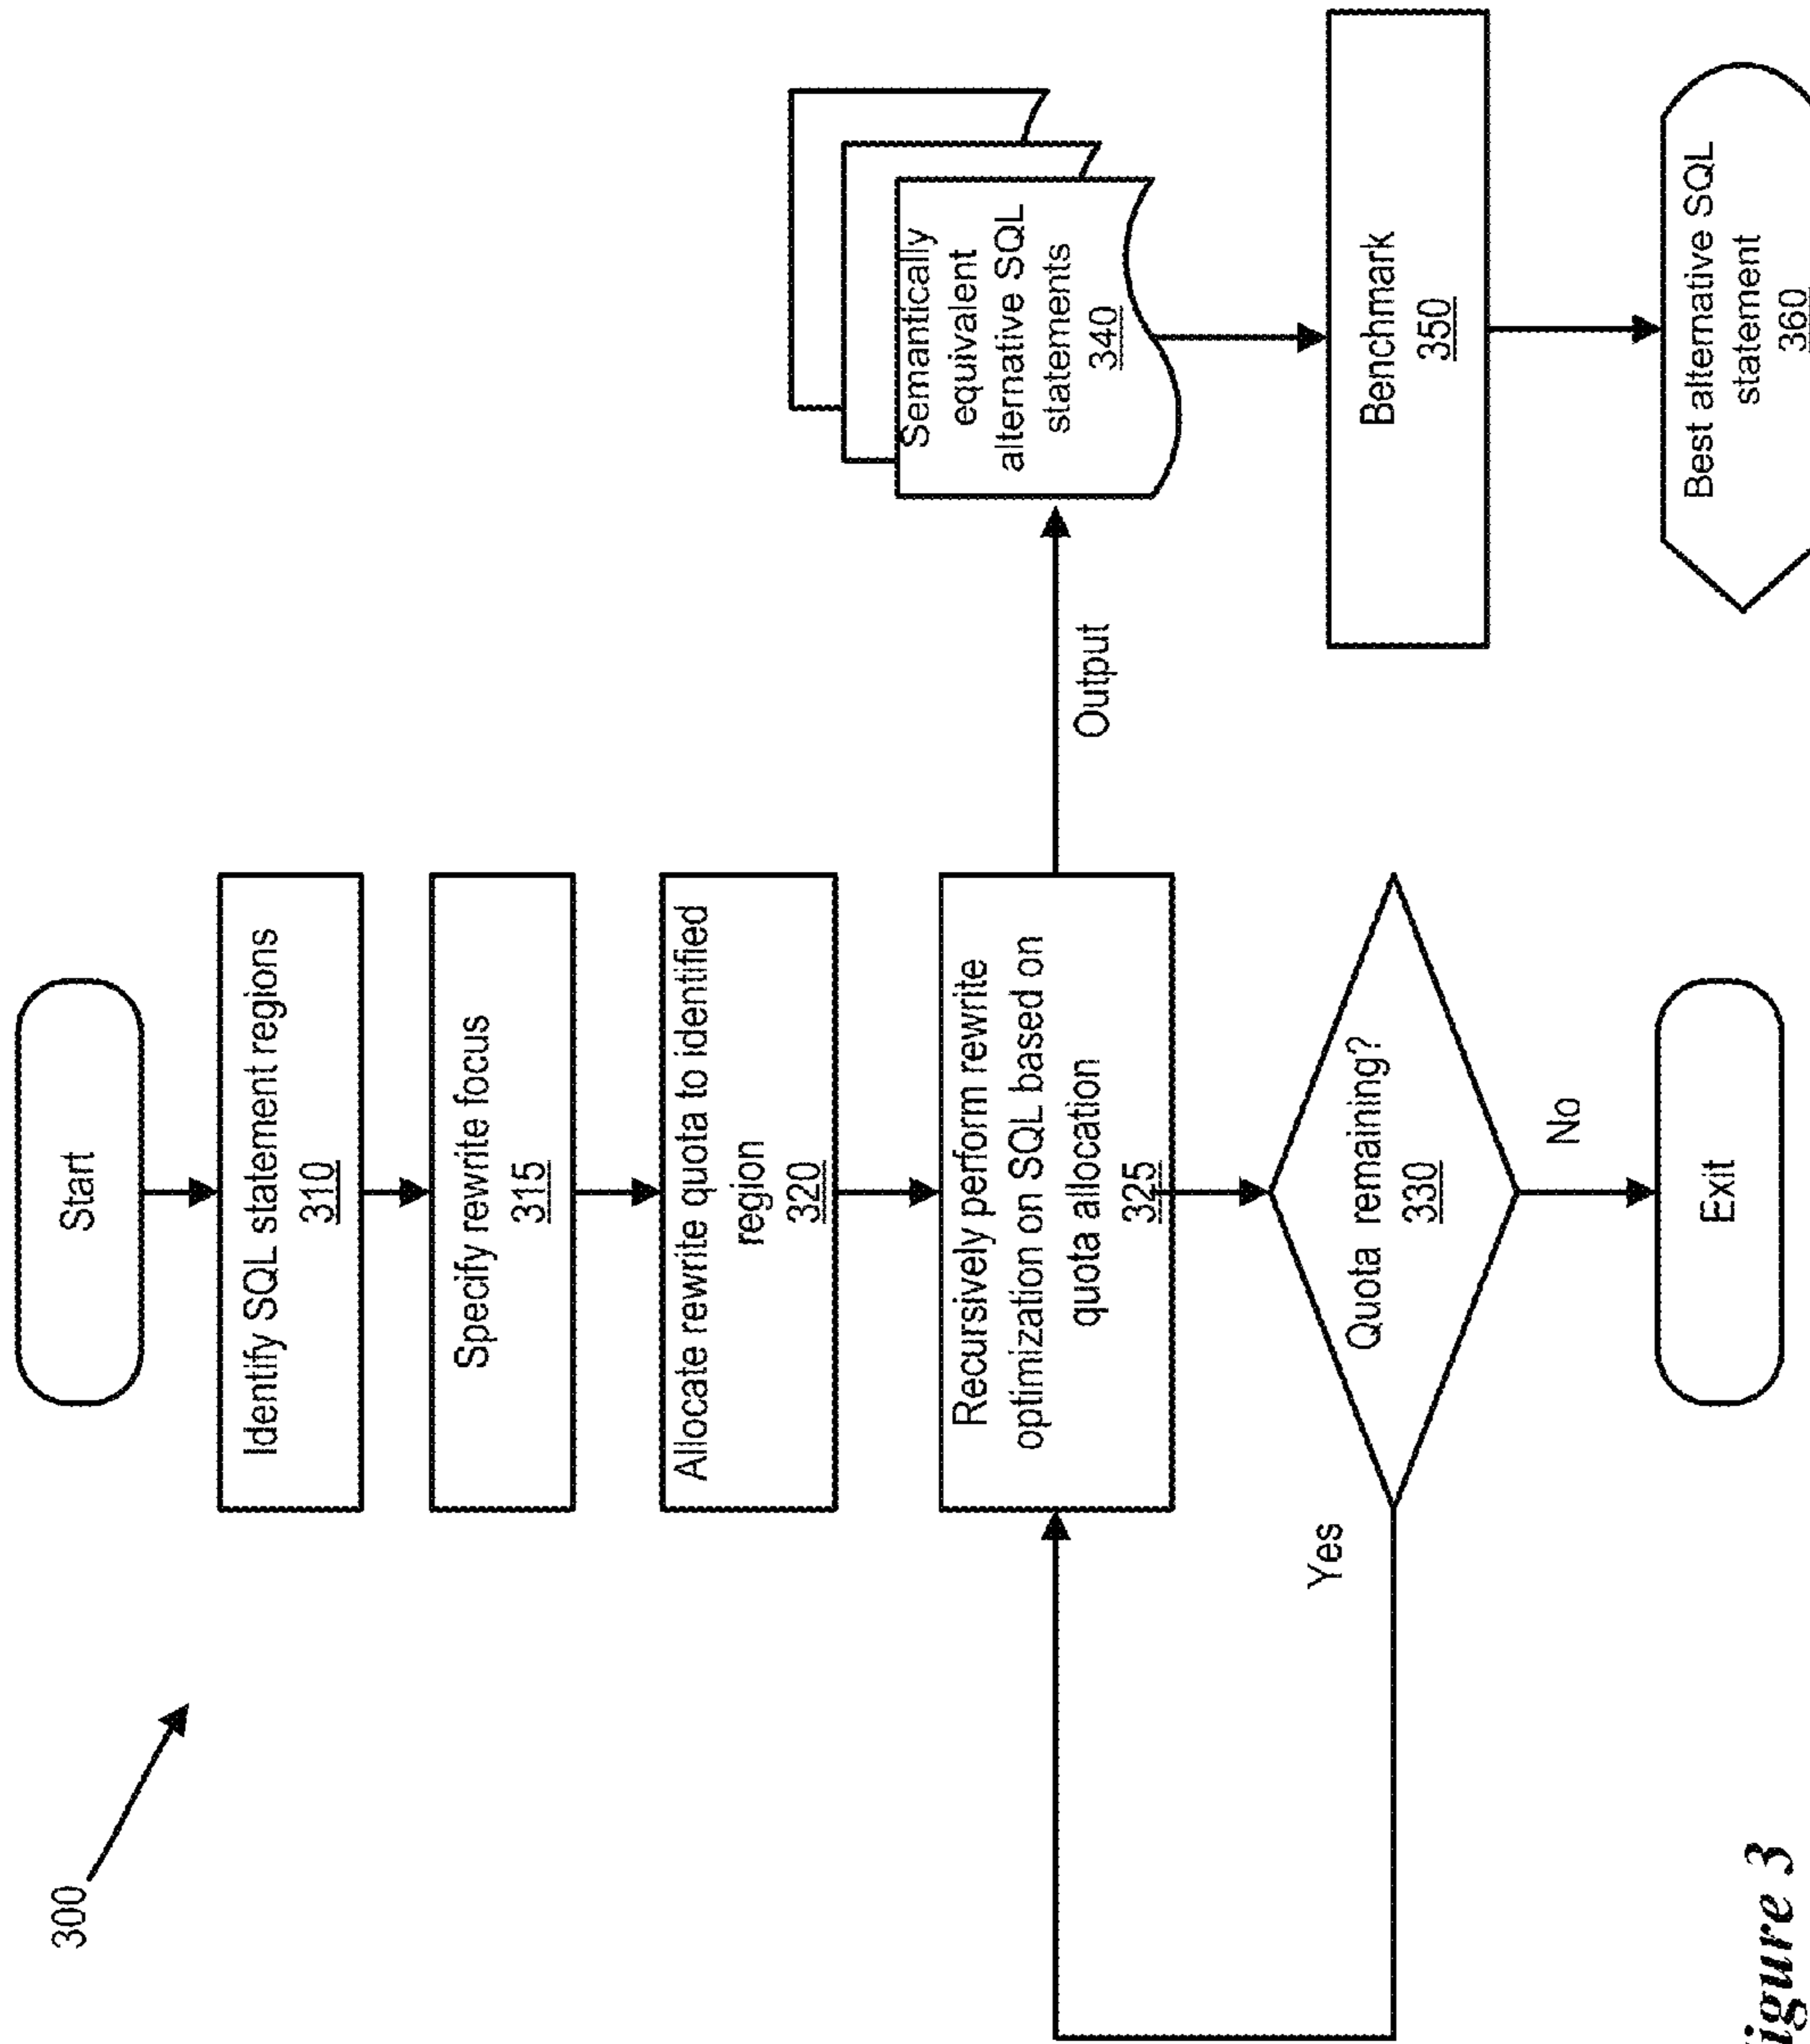 300
Start
Identify SQL statement regions
310
Specify rewrite focus
315
Allocate rewrite quota to identified
region
320
Recursively perform rewrite
optimization on SQL based on
quota allocation
325
Output
Semantically
equivalent
alternative SQL
statements
340
Quota remaining?
330
Yes
No
Benchmark
350
Exit
Best alternative SQL
statement
360
igure 3